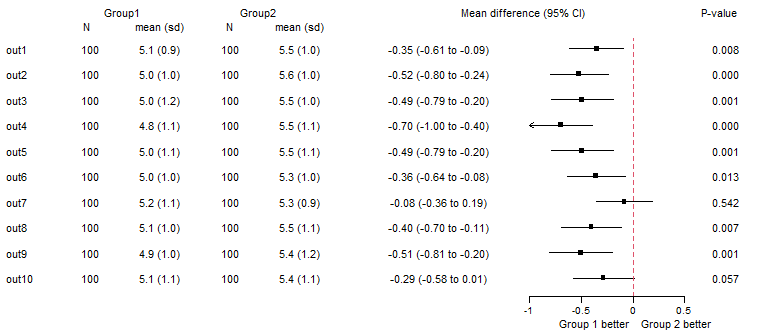 Group1 Group2 Mean difference (95% CI) P-value
N mean (sd) N mean (sd)
out1 100 5.1 (0.9) 100 5.5 (1.0) -0.35 (-0.61 to -0.09) 0.008
out2 100 5.0 (1.0) 100 5.6 (1.0) -0.52 (-0.80 to -0.24) 0.000
out3 100 5.0 (1.2) 100 5.5 (1.0) -0.49 (-0.79 to -0.20) 0.001
out4 100 4.8 (1.1) 100 5.5 (1.1) -0.70 (-1.00 to -0.40) 0.000
out5 100 5.0 (1.1) 100 5.5 (1.1) -0.49 (-0.79 to -0.20) 0.001
out6 100 5.0 (1.0) 100 5.3 (1.0) -0.36 (-0.64 to -0.08) 0.013
out7 100 5.2 (1.1) 100 5.3 (0.9) -0.08 (-0.36 to 0.19) 0.542
out8 100 5.1 (1.0) 100 5.5 (1.1) -0.40 (-0.70 to -0.11) 0.007
out9 100 4.9 (1.0) 100 5.4 (1.2) -0.51 (-0.81 to -0.20) 0.001
out10 100 5.1 (1.1) 100 5.4 (1.1) -0.29 (-0.58 to 0.01) 0.057
-1 -0.5 0 0.5
Group 1 better Group 2 better